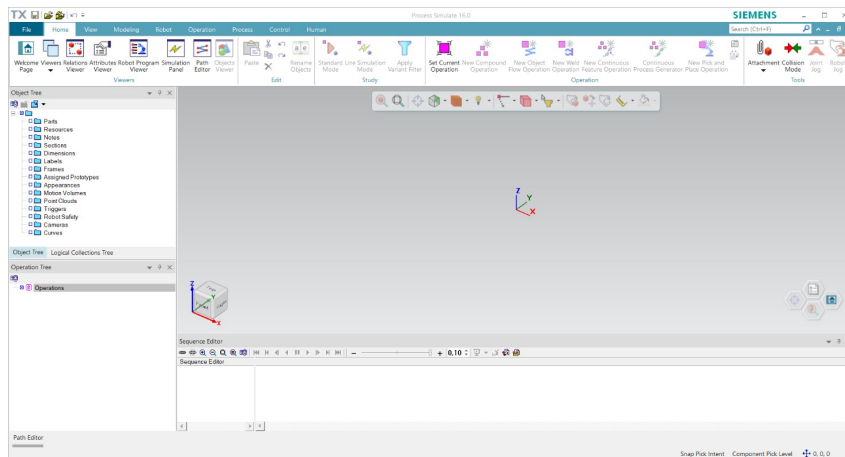 TX
Process Simulate 16.0
SIEMENS
File Home View Modeling Robot Operation Process Control Human
Search (Ctrl+F)
Welcome Page
Viewers
Relations Viewer
Attributes Viewer
Robot Program Viewer
Simulation Panel
Path Editor
Objects Viewer
Paste
Rename Objects
Standard Mode
Line Simulation Mode
Apply Variant Filter
Set Current Operation
New Compound Operation
New Object Flow Operation
New Weld Operation
New Continuous Feature Operation
Continuous Process Generator
New Pick and Place Operation
Attachment
Collision Mode
Joint Jog
Robot Jog
Viewers Edit Study Operation Tools
Object Tree
Parts
Resources
Notes
Sections
Dimensions
Labels
Frames
Assigned Prototypes
Appearances
Motion Volumes
Point Clouds
Triggers
Robot Safety
Cameras
Curves
Object Tree Logical Collections Tree
Operation Tree
Operations
Z
Y
X
Z
Y
X
Sequence Editor
0.10
Sequence Editor
Path Editor
Snap Pick Intent Component Pick Level 0, 0, 0